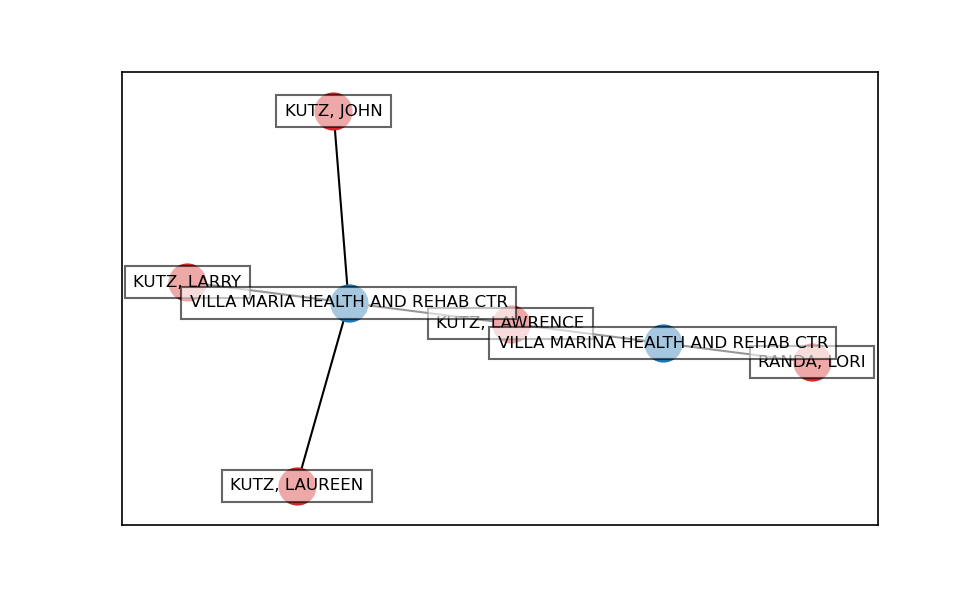 KUTZ, JOHN
KUTZ, LARRY
VILLA MARIA HEALTH AND REHAB CTR
KUTZ, LAWRENCE
VILLA MARINA HEALTH AND REHAB CTR
RANDA, LORI
KUTZ, LAUREEN